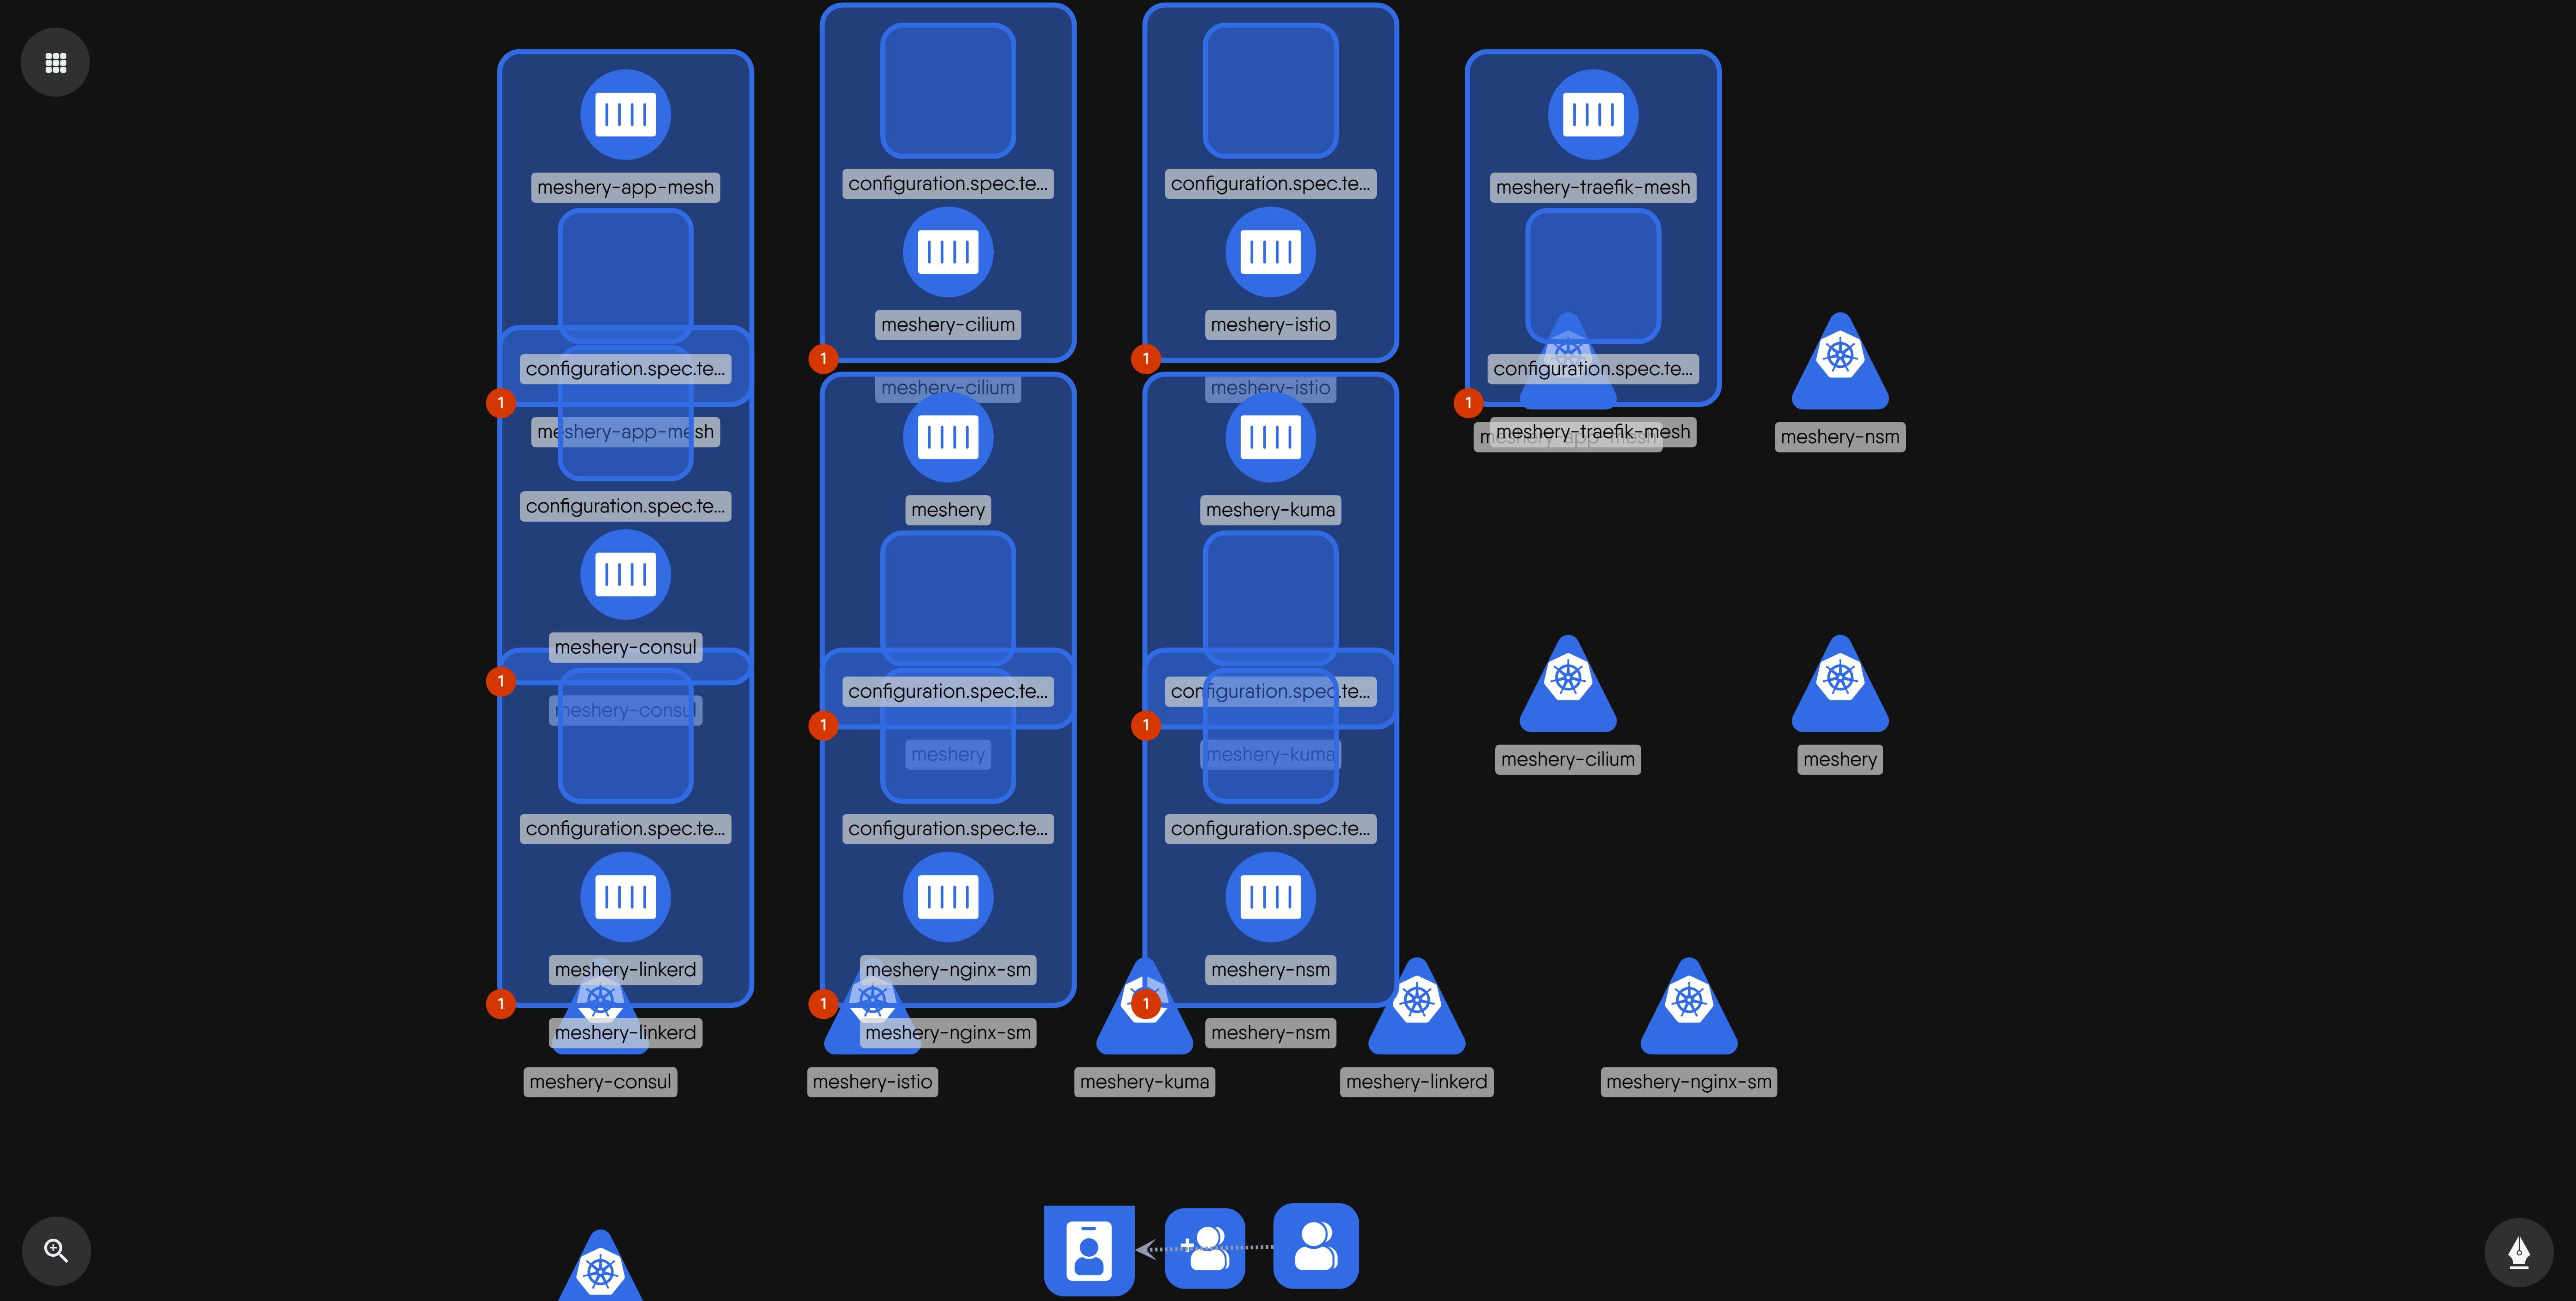 configuration.spec.te...
configuration.spec.te...
meshery-app-mesh
meshery-traefik-mesh
meshery-cilium
meshery-istio
configuration.spec.te...
configuration.spec.te...
1
1
meshery-cilium
meshery-istio
1
1
meshery-app-mesh
meshery-traefik-mesh
meshery-app-mesh
meshery-nsm
configuration.spec.te...
meshery
meshery-kuma
meshery-consul
1
configuration.spec.te...
configuration.spec.te...
meshery-consul
1
1
meshery
meshery-kuma
meshery-cilium
meshery
configuration.spec.te...
configuration.spec.te...
configuration.spec.te...
meshery-linkerd
meshery-nginx-sm
meshery-nsm
1
1
1
meshery-linkerd
meshery-nginx-sm
meshery-nsm
meshery-consul
meshery-istio
meshery-kuma
meshery-linkerd
meshery-nginx-sm